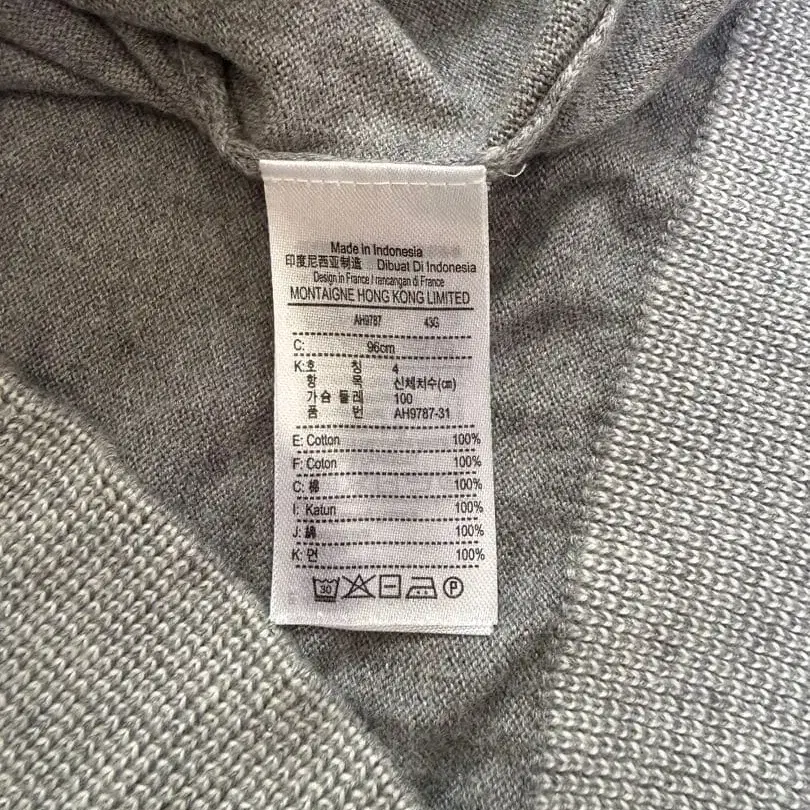 Made in Indonesia
印度尼西亚制造 Dibuat Di Indonesia
Design in France / rancangan di France
MONTAIGNE HONG KONG LIMITED
AH9787 43G
C: 96cm
K:호 칭 4
항 목 신체치수(cm)
가슴 둘레 100
품 번 AH9787-31
E: Cotton 100%
F: Coton 100%
C: 棉 100%
I: Katun 100%
J: 綿 100%
K: 면 100%
30 P